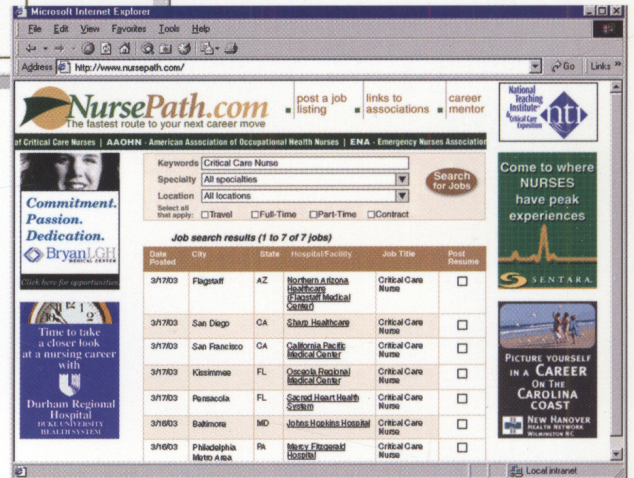 Microsoft Internet Explorer
File Edit View Favorites Tools Help
Address http://www.nursepath.com/ Go Links »
NursePath.com
The fastest route to your next career move
post a job listing
links to associations
career mentor
National
Teaching
Institute™
&Critical Care
Exposition
nti
of Critical Care Nurses | AAOHN - American Association of Occupational Health Nurses | ENA - Emergency Nurses Association
Commitment.
Passion.
Dedication.
BryanLGH
MEDICAL CENTER
Click here for opportunities
Time to take
a closer look
at a nursing career
with
Durham Regional
Hospital
DUKE UNIVERSITY
HEALTH SYSTEM
Keywords Critical Care Nurse
Specialty All specialties
Location All locations
Select all
that apply: Travel Full-Time Part-Time Contract
Search
for Jobs
Job search results (1 to 7 of 7 jobs)
Date Posted City State Hospital/Facility Job Title Post Resume
3/17/03 Flagstaff AZ Northern Arizona Healthcare (Flagstaff Medical Center) Critical Care Nurse
3/17/03 San Diego CA Sharp Healthcare Critical Care Nurse
3/17/03 San Francisco CA California Pacific Medical Center Critical Care Nurse
3/17/03 Kissimmee FL Osceola Regional Medical Center Critical Care Nurse
3/17/03 Pensacola FL Sacred Heart Health System Critical Care Nurse
3/16/03 Baltimore MD Johns Hopkins Hospital Critical Care Nurse
3/16/03 Philadelphia Metro Area PA Mercy Fitzgerald Hospital Critical Care Nurse
Come to where
NURSES
have peak
experiences
SENTARA
PICTURE YOURSELF
IN A CAREER
ON THE
CAROLINA
COAST
NEW HANOVER
HEALTH NETWORK
WILMINGTON NC
Local intranet